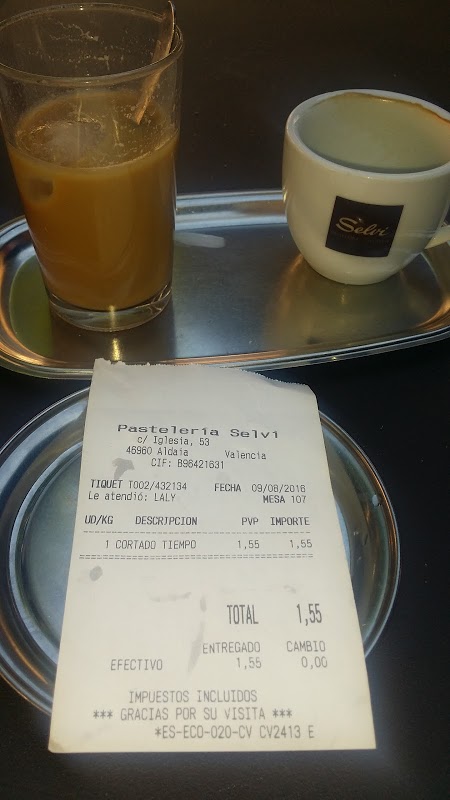 Selvi
Pastelería Selvi
c/ Iglesia, 53
46960 Aldaia Valencia
CIF: B96421631
TIQUET T002/432134 FECHA 09/08/2016
Le atendió: LALY MESA 107
UD/KG DESCRIPCION PVP IMPORTE
1 CORTADO TIEMPO 1,55 1,55
TOTAL 1,55
ENTREGADO CAMBIO
EFECTIVO 1,55 0,00
IMPUESTOS INCLUIDOS
*** GRACIAS POR SU VISITA ***
*ES-ECO-020-CV CV2413 E